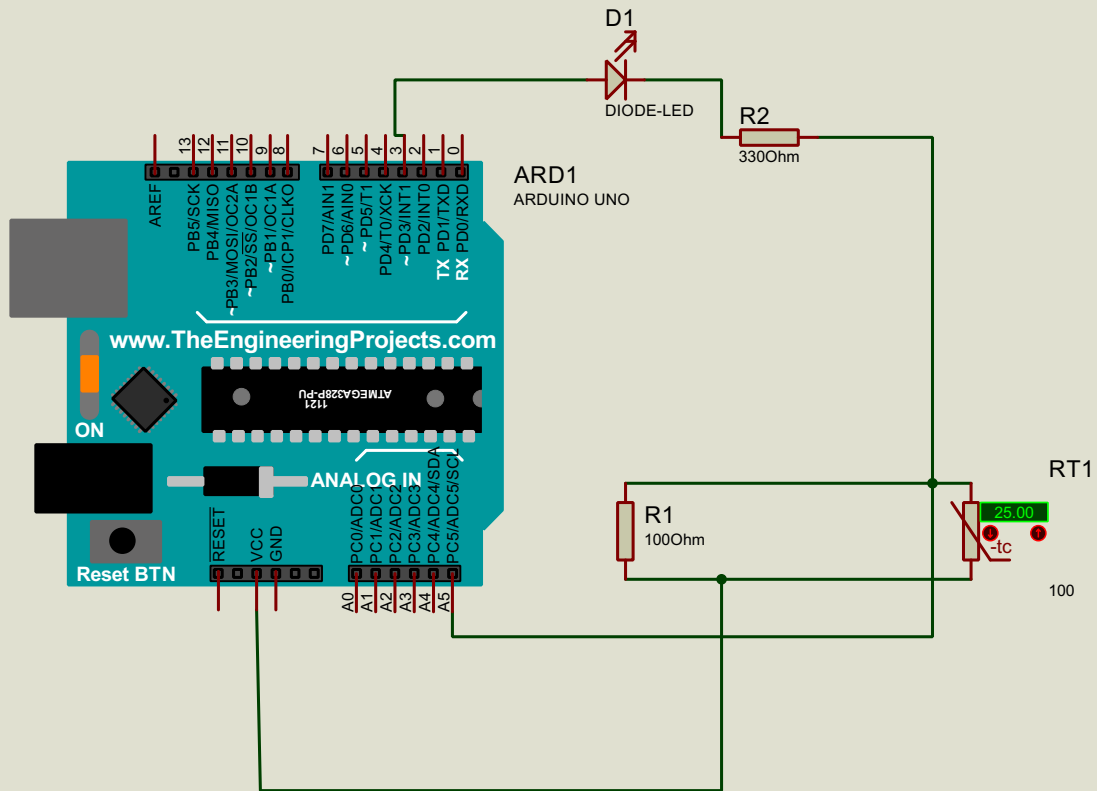 D1
DIODE-LED
R2
330Ohm
ARD1
ARDUINO UNO
AREF
13
12
11
10
9
8
7
6
5
4
3
2
1
0
PB5/SCK
PB4/MISO
~PB3/MOSI/OC2A
~PB2/SS/OC1B
~PB1/OC1A
PB0/ICP1/CLKO
PD7/AIN1
~PD6/AIN0
~PD5/T1
PD4/T0/XCK
~PD3/INT1
PD2/INT0
TX PD1/TXD
RX PD0/RXD
www.TheEngineeringProjects.com
1121
ATMEGA328P-PU
ON
ANALOG IN
Reset BTN
RESET
VCC
GND
PC0/ADC0
PC1/ADC1
PC2/ADC2
PC3/ADC3
PC4/ADC4/SDA
PC5/ADC5/SCL
A0
A1
A2
A3
A4
A5
R1
100Ohm
RT1
25.00
-tc
100